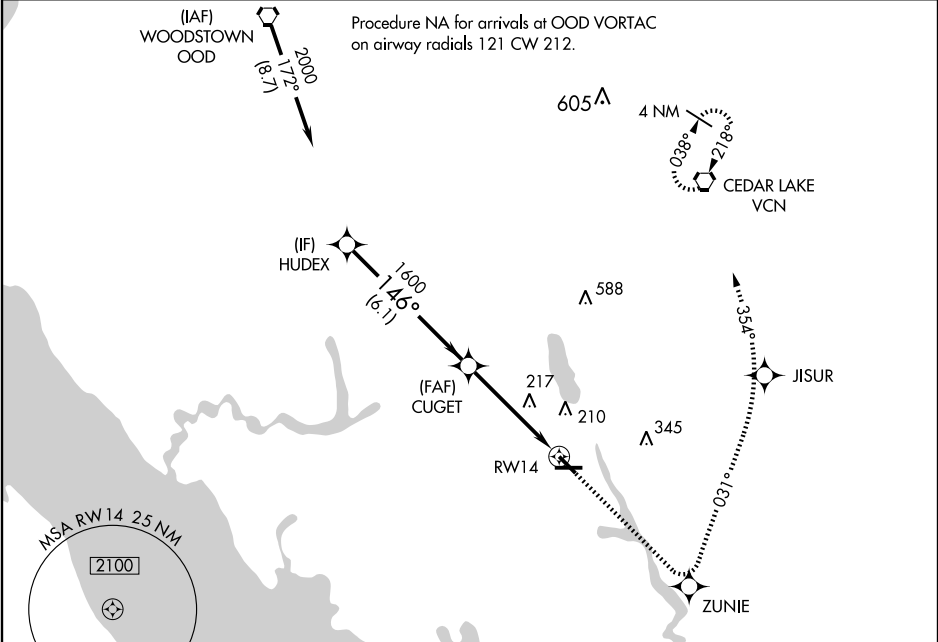 (IAF)
WOODSTOWN
OOD
Procedure NA for arrivals at OOD VORTAC
on airway radials 121 CW 212.
2000
172°
(8.7)
605
4 NM
038°
218°
CEDAR LAKE
VCN
(IF)
HUDEX
1600
146°
(6.1)
588
354°
(FAF)
CUGET
217
210
JISUR
345
RW14
031°
MSA RW14 25 NM
2100
ZUNIE